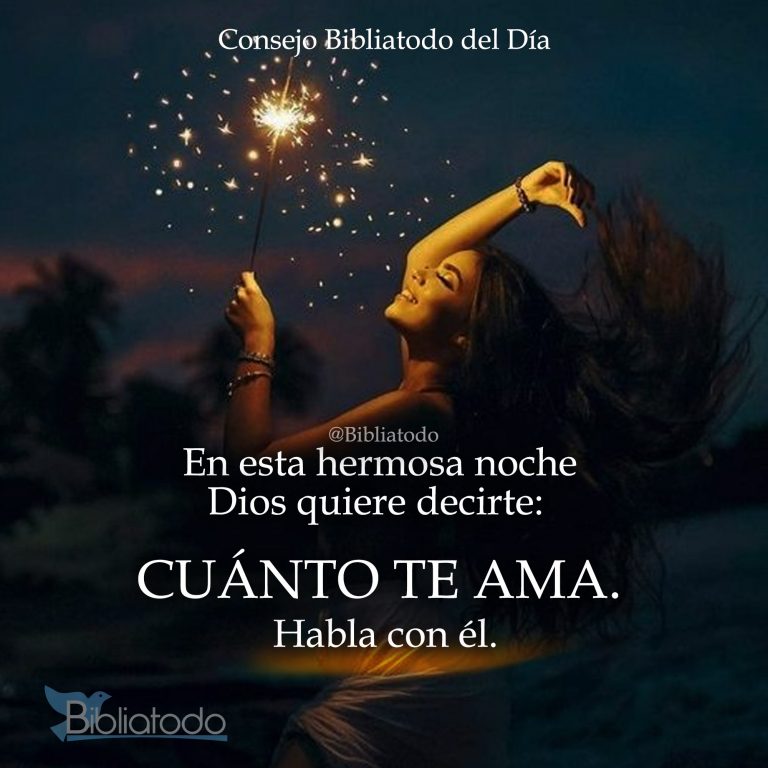 Consejo Bibliatodo del Día
@Bibliatodo
En esta hermosa noche
Dios quiere decirte:
CUÁNTO TE AMA.
Habla con él.
Bibliatodo